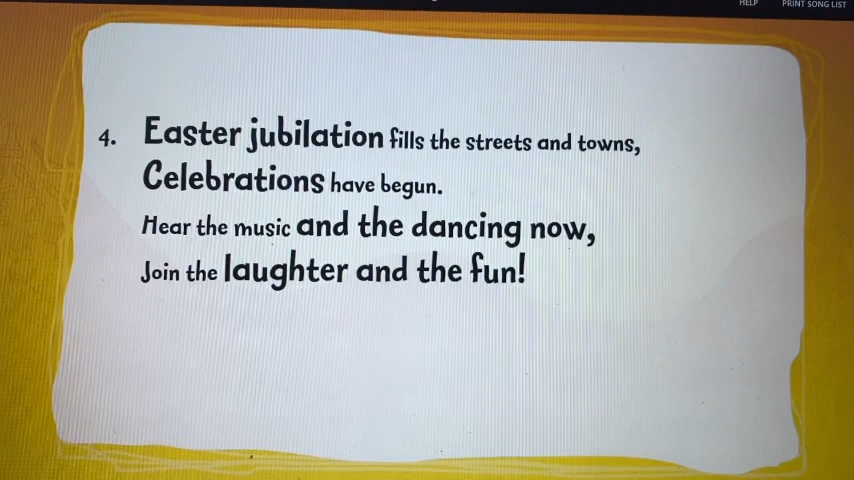 HELP PRINT SONG LIST
4. Easter jubilation fills the streets and towns,
Celebrations have begun.
Hear the music and the dancing now,
Join the laughter and the fun!